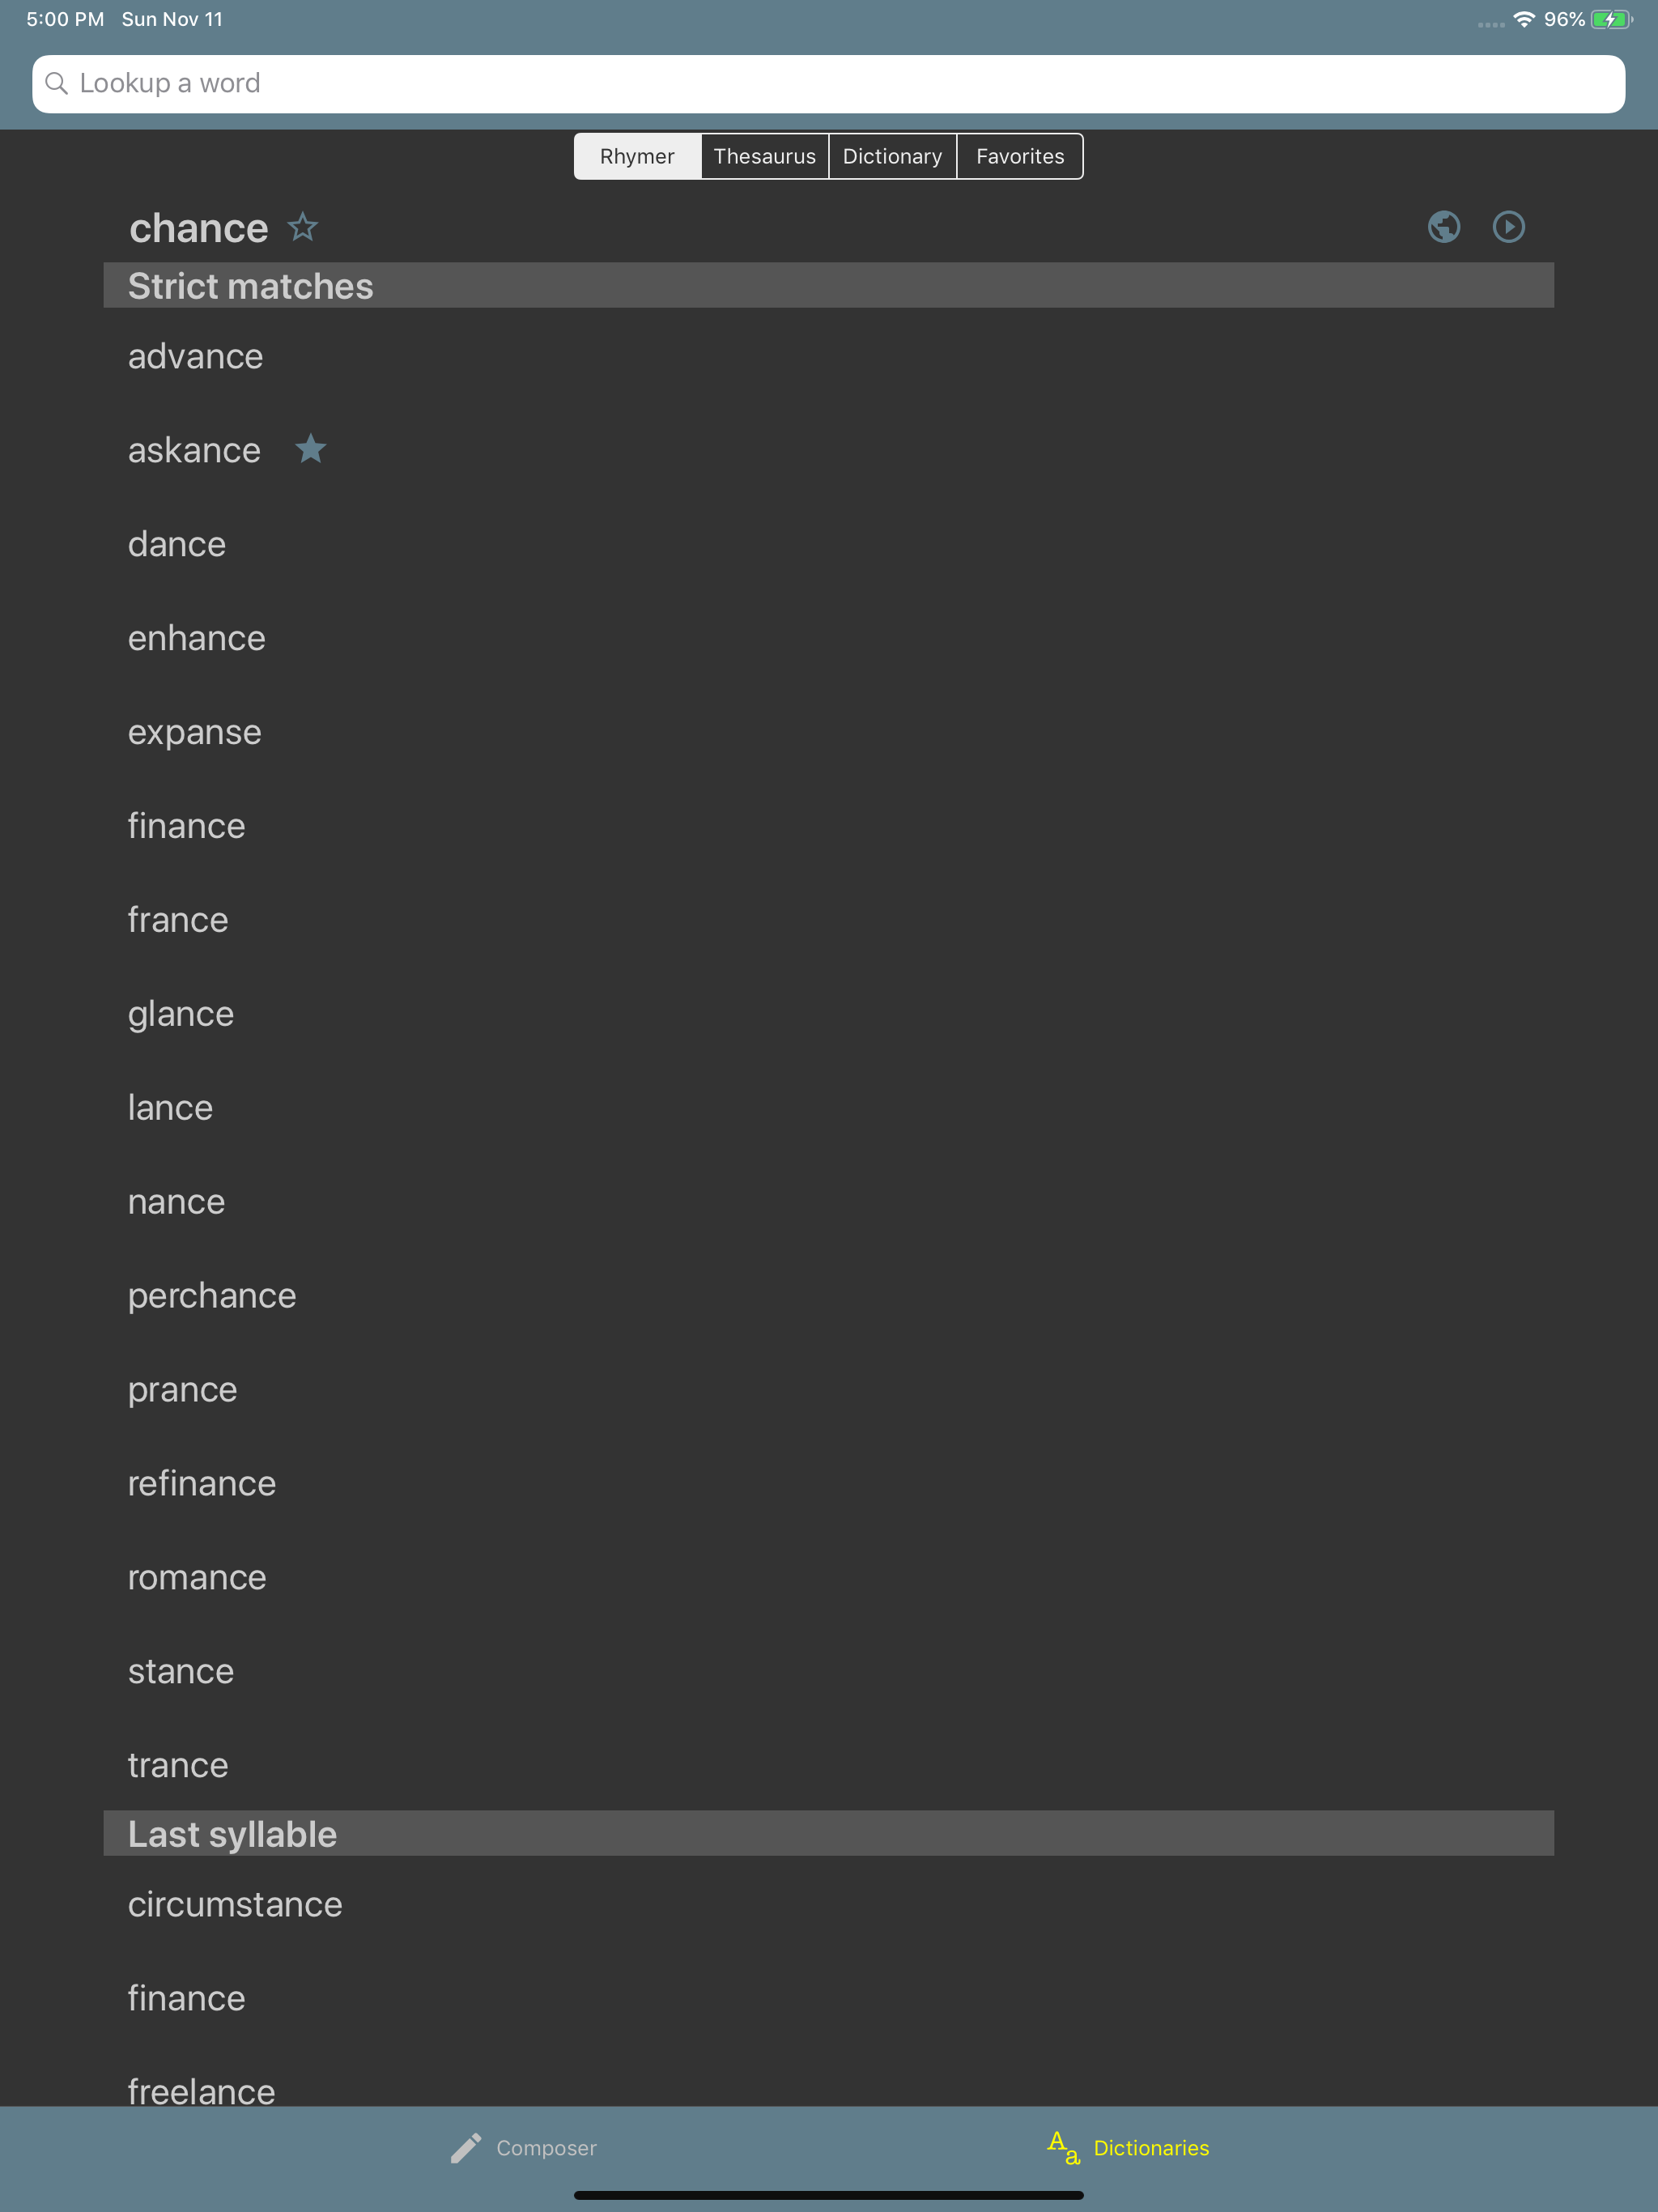 5:00 PM Sun Nov 11 96%
Lookup a word
Rhymer Thesaurus Dictionary Favorites
chance
Strict matches
advance
askance
dance
enhance
expanse
finance
france
glance
lance
nance
perchance
prance
refinance
romance
stance
trance
Last syllable
circumstance
finance
freelance
Composer Dictionaries